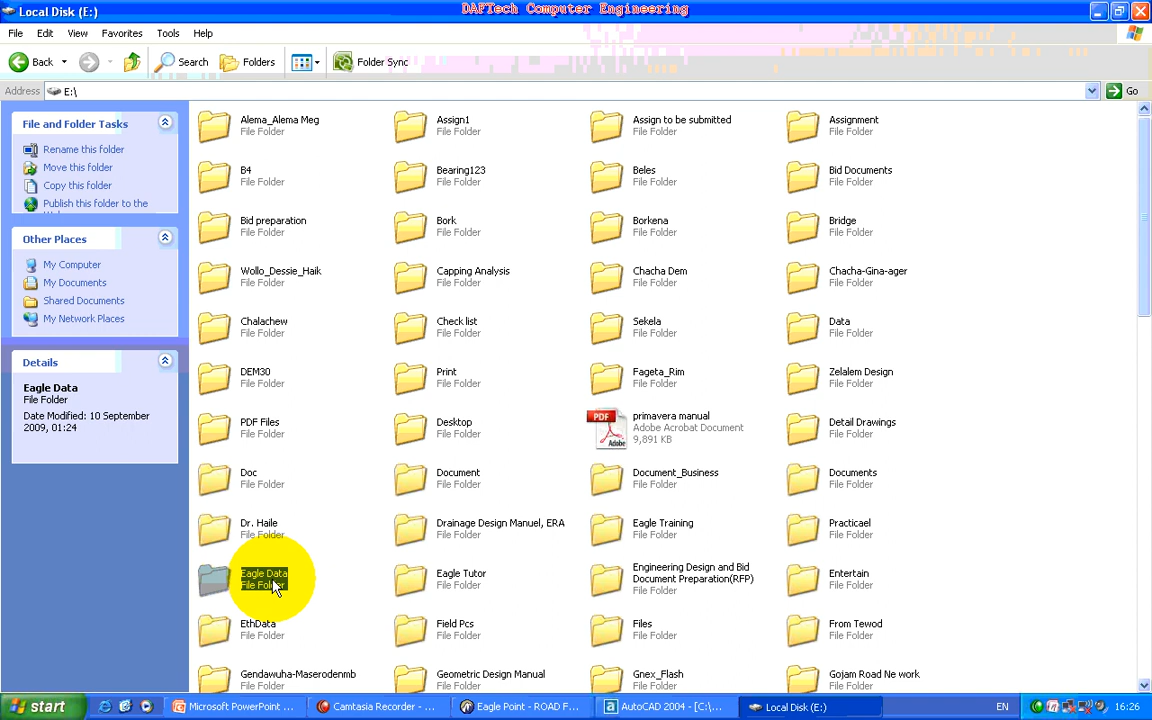 Local Disk (E:)
DAFTech Computer Engineering
File Edit View Favorites Tools Help
Back Search Folders Folder Sync
Address E:\ Go
File and Folder Tasks
Rename this folder
Move this folder
Copy this folder
Publish this folder to the
Other Places
My Computer
My Documents
Shared Documents
My Network Places
Details
Eagle Data
File Folder
Date Modified: 10 September
2009, 01:24
Alema_Alema Meg Assign1 Assign to be submitted Assignment
File Folder File Folder File Folder File Folder
B4 Bearing123 Beles Bid Documents
File Folder File Folder File Folder File Folder
Bid preparation Bork Borkena Bridge
File Folder File Folder File Folder File Folder
Wollo_Dessie_Haik Capping Analysis Chacha Dem Chacha-Gina-ager
File Folder File Folder File Folder File Folder
Chalachew Check list Sekela Data
File Folder File Folder File Folder File Folder
DEM30 Print Fageta_Rim Zelalem Design
File Folder File Folder File Folder File Folder
PDF Files Desktop primavera manual Detail Drawings
File Folder File Folder Adobe Acrobat Document File Folder
9,891 KB
PDF
Adobe
Doc Document Document_Business Documents
File Folder File Folder File Folder File Folder
Dr. Haile Drainage Design Manuel, ERA Eagle Training Practicael
File Folder File Folder File Folder File Folder
Eagle Data Eagle Tutor Engineering Design and Bid Document Preparation(RFP) Entertain
File Folder File Folder File Folder File Folder
EthData Field Pcs Files From Tewod
File Folder File Folder File Folder File Folder
Gendawuha-Maserodenmb Geometric Design Manual Gnex_Flash Gojam Road Ne work
File Folder File Folder File Folder File Folder
start Microsoft PowerPoint ... Camtasia Recorder - ... Eagle Point - ROAD F... AutoCAD 2004 - [C:\... Local Disk (E:) EN 16:26